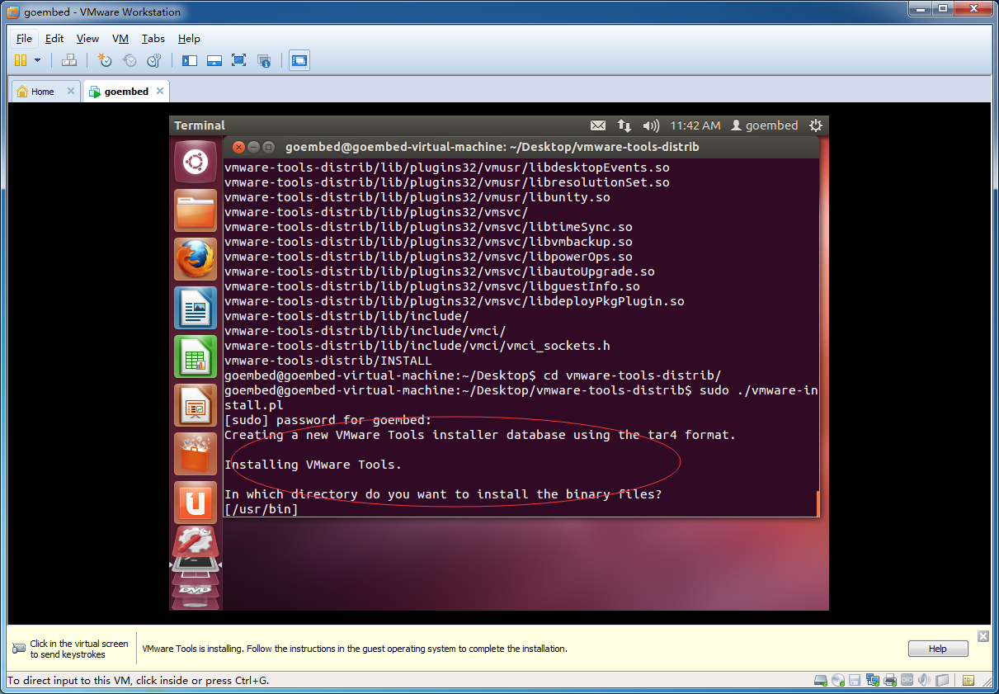 goembed - VMware Workstation
File Edit View VM Tabs Help
Home goembed
Terminal 11:42 AM goembed
goembed@goembed-virtual-machine: ~/Desktop/vmware-tools-distrib
vmware-tools-distrib/lib/plugins32/vmusr/libdesktopEvents.so
vmware-tools-distrib/lib/plugins32/vmusr/libresolutionSet.so
vmware-tools-distrib/lib/plugins32/vmusr/libunity.so
vmware-tools-distrib/lib/plugins32/vmsvc/
vmware-tools-distrib/lib/plugins32/vmsvc/libtimeSync.so
vmware-tools-distrib/lib/plugins32/vmsvc/libvmbackup.so
vmware-tools-distrib/lib/plugins32/vmsvc/libpowerOps.so
vmware-tools-distrib/lib/plugins32/vmsvc/libautoUpgrade.so
vmware-tools-distrib/lib/plugins32/vmsvc/libguestInfo.so
vmware-tools-distrib/lib/plugins32/vmsvc/libdeployPkgPlugin.so
vmware-tools-distrib/lib/include/
vmware-tools-distrib/lib/include/vmci/
vmware-tools-distrib/lib/include/vmci/vmci_sockets.h
vmware-tools-distrib/INSTALL
goembed@goembed-virtual-machine:~/Desktop$ cd vmware-tools-distrib/
goembed@goembed-virtual-machine:~/Desktop/vmware-tools-distrib$ sudo ./vmware-in
stall.pl
[sudo] password for goembed:
Creating a new VMware Tools installer database using the tar4 format.
Installing VMware Tools.
In which directory do you want to install the binary files?
[/usr/bin]
DVD
Click in the virtual screen
to send keystrokes
VMware Tools is installing. Follow the instructions in the guest operating system to complete the installation.
Help
To direct input to this VM, click inside or press Ctrl+G.